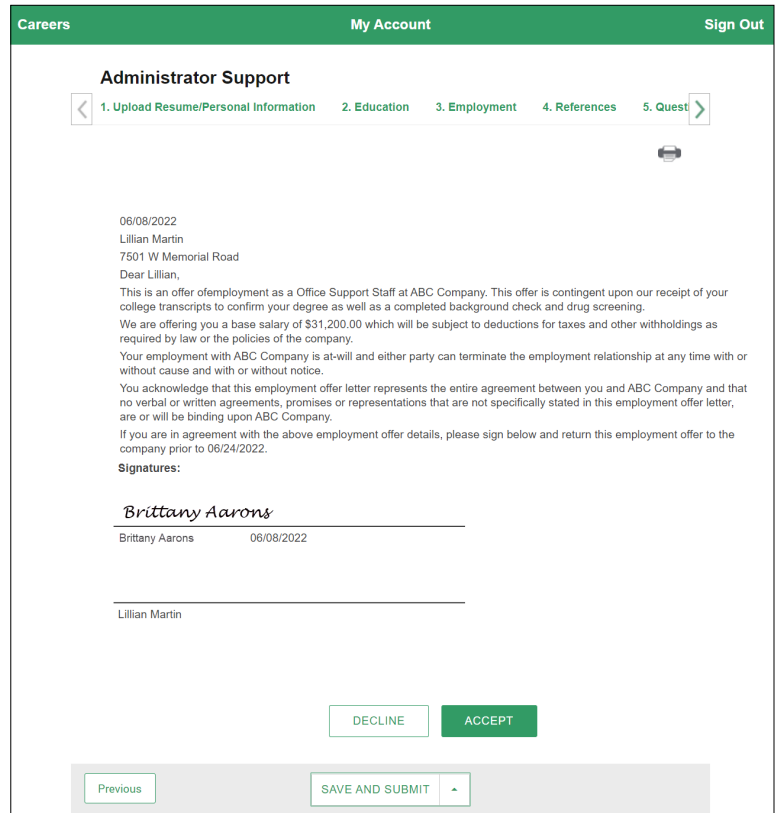 Careers My Account Sign Out
Administrator Support
1. Upload Resume/Personal Information 2. Education 3. Employment 4. References 5. Quest
06/08/2022
Lillian Martin
7501 W Memorial Road
Dear Lillian,
This is an offer ofemployment as a Office Support Staff at ABC Company. This offer is contingent upon our receipt of your
college transcripts to confirm your degree as well as a completed background check and drug screening.
We are offering you a base salary of $31,200.00 which will be subject to deductions for taxes and other withholdings as
required by law or the policies of the company.
Your employment with ABC Company is at-will and either party can terminate the employment relationship at any time with or
without cause and with or without notice.
You acknowledge that this employment offer letter represents the entire agreement between you and ABC Company and that
no verbal or written agreements, promises or representations that are not specifically stated in this employment offer letter,
are or will be binding upon ABC Company.
If you are in agreement with the above employment offer details, please sign below and return this employment offer to the
company prior to 06/24/2022.
Signatures:
Brittany Aarons
Brittany Aarons 06/08/2022
Lillian Martin
DECLINE ACCEPT
Previous SAVE AND SUBMIT